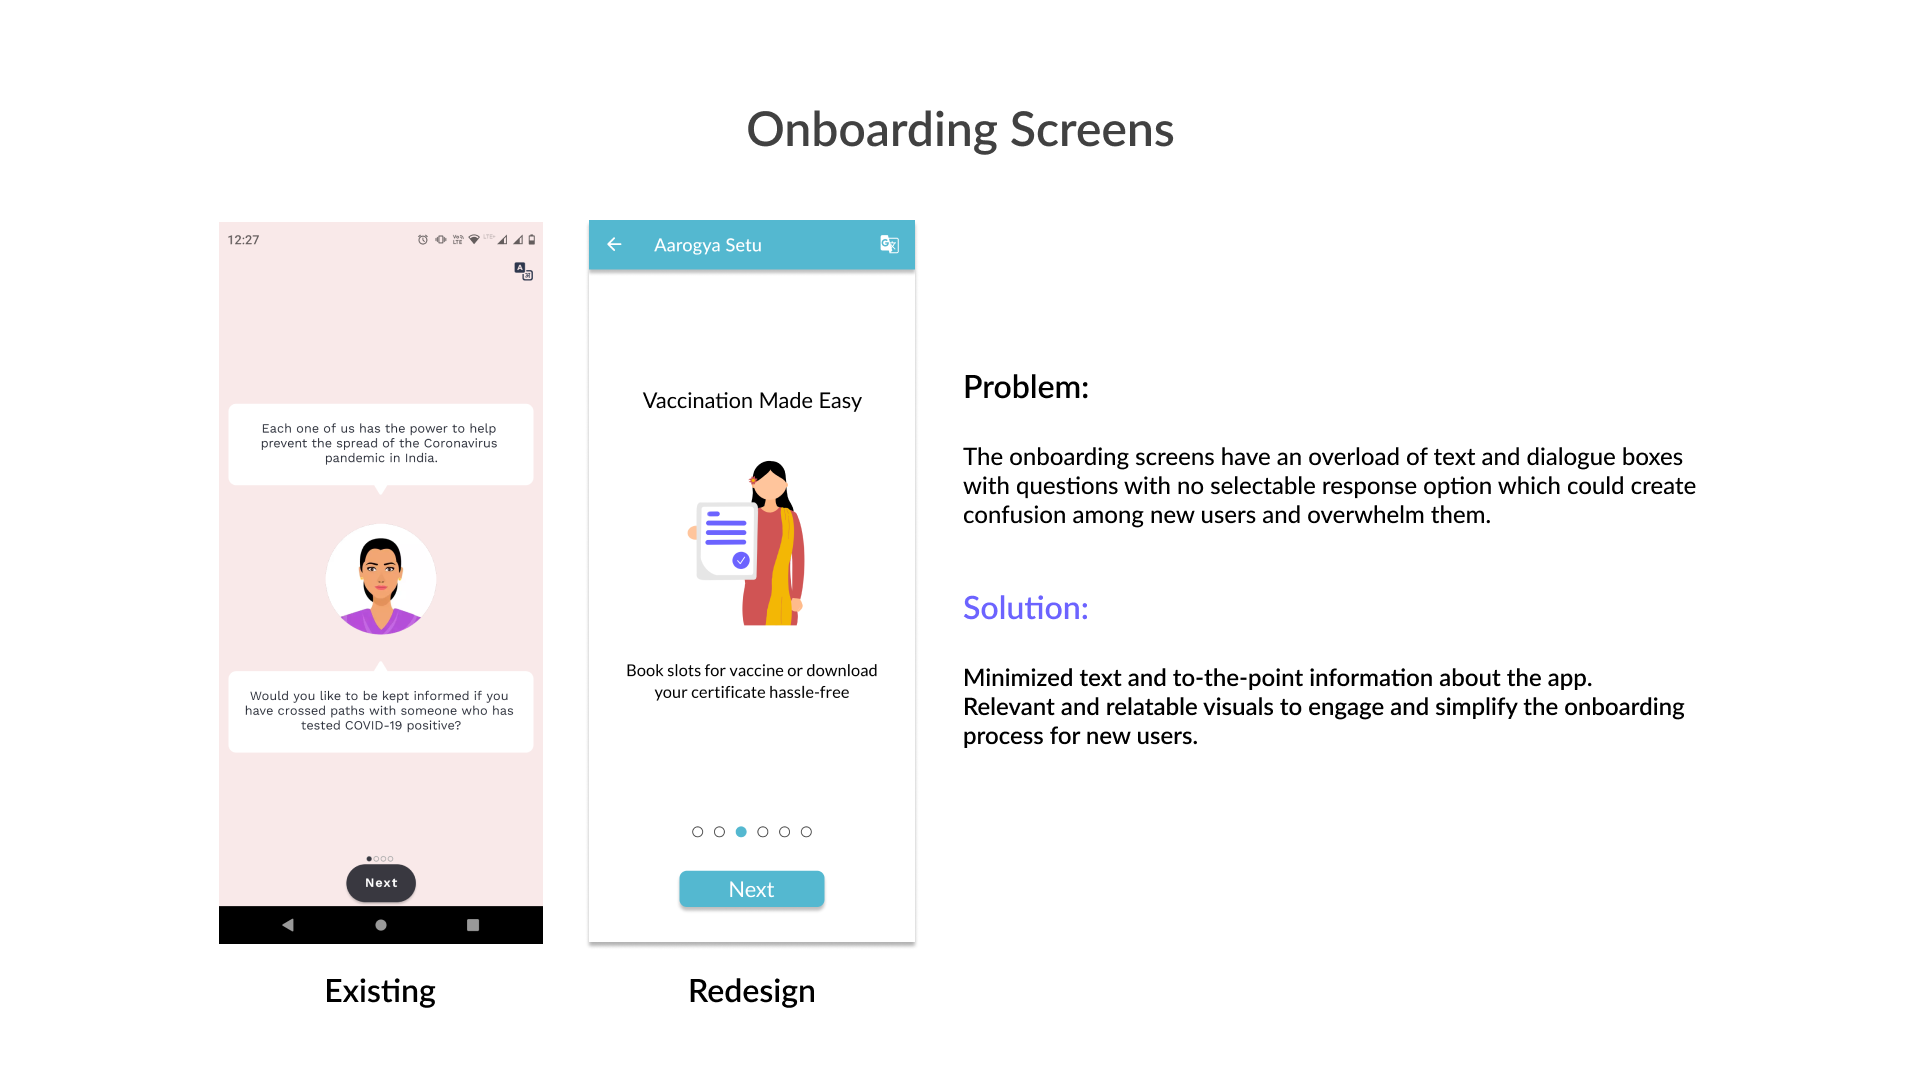 Onboarding Screens
12:27
Vo))
LTE
LTE+
A
Each one of us has the power to help
prevent the spread of the Coronavirus
pandemic in India.
Would you like to be kept informed if you
have crossed paths with someone who has
tested COVID-19 positive?
Next
Existing
Aarogya Setu
G
Vaccination Made Easy
Book slots for vaccine or download
your certificate hassle-free
Next
Redesign
Problem:
The onboarding screens have an overload of text and dialogue boxes
with questions with no selectable response option which could create
confusion among new users and overwhelm them.
Solution:
Minimized text and to-the-point information about the app.
Relevant and relatable visuals to engage and simplify the onboarding
process for new users.